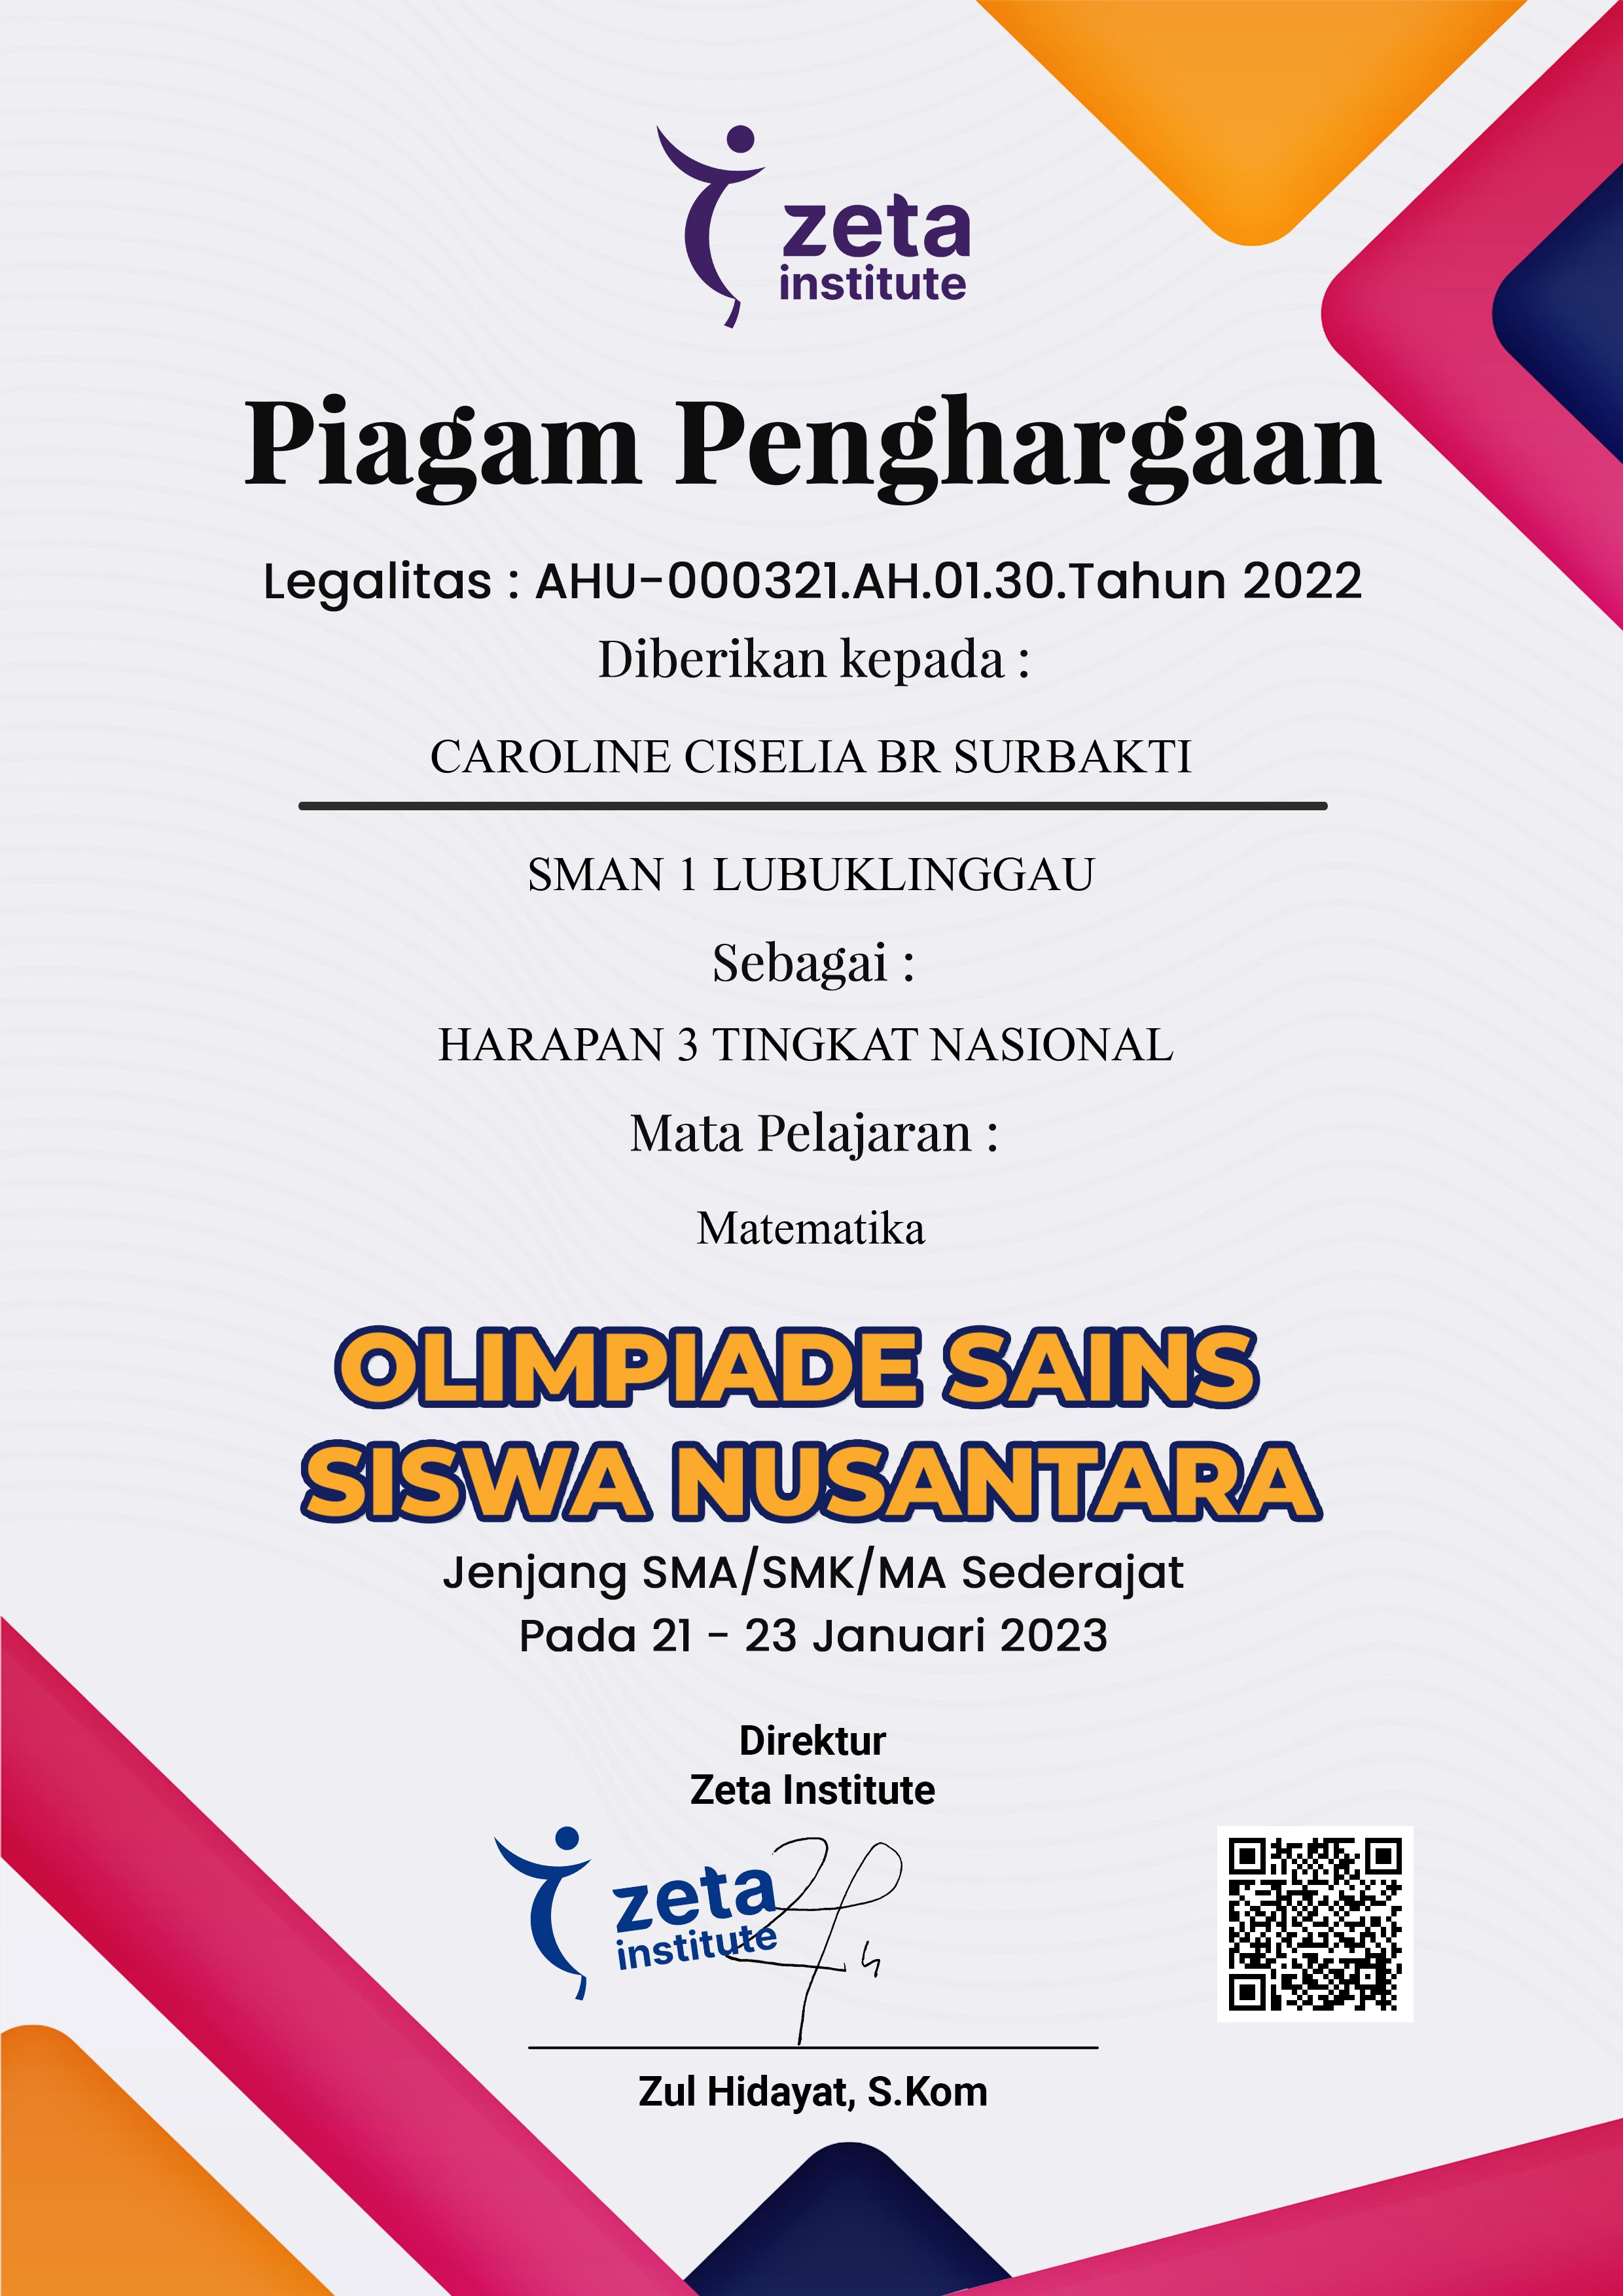 zeta
institute
Piagam Penghargaan
Legalitas : AHU-000321.AH.01.30.Tahun 2022
Diberikan kepada :
CAROLINE CISELIA BR SURBAKTI
SMAN 1 LUBUKLINGGAU
Sebagai :
HARAPAN 3 TINGKAT NASIONAL
Mata Pelajaran :
Matematika
OLIMPIADE SAINS
SISWA NUSANTARA
Jenjang SMA/SMK/MA Sederajat
Pada 21 - 23 Januari 2023
Direktur
Zeta Institute
zeta
institute
Zul Hidayat, S.Kom